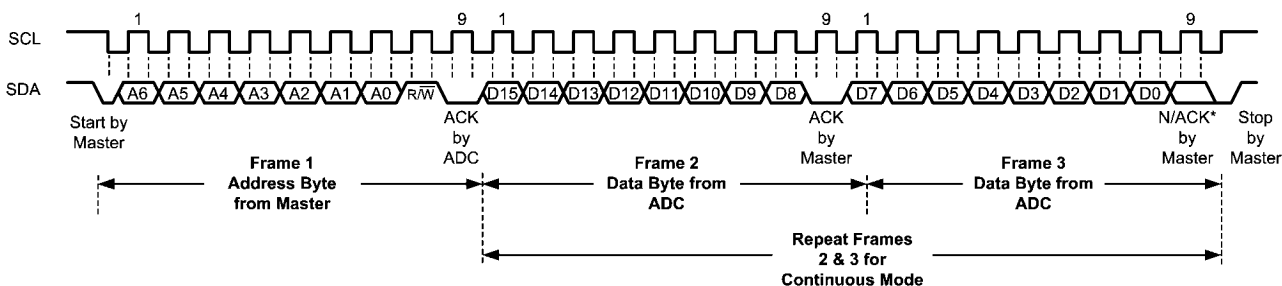 1 9 1 9 1 9
SCL
SDA A6 A5 A4 A3 A2 A1 A0 R/W D15 D14 D13 D12 D11 D10 D9 D8 D7 D6 D5 D4 D3 D2 D1 D0
Start by
Master
ACK
by
ADC
ACK
by
Master
N/ACK*
by
Master
Stop
by
Master
Frame 1
Address Byte
from Master
Frame 2
Data Byte from
ADC
Frame 3
Data Byte from
ADC
Repeat Frames
2 & 3 for
Continuous Mode